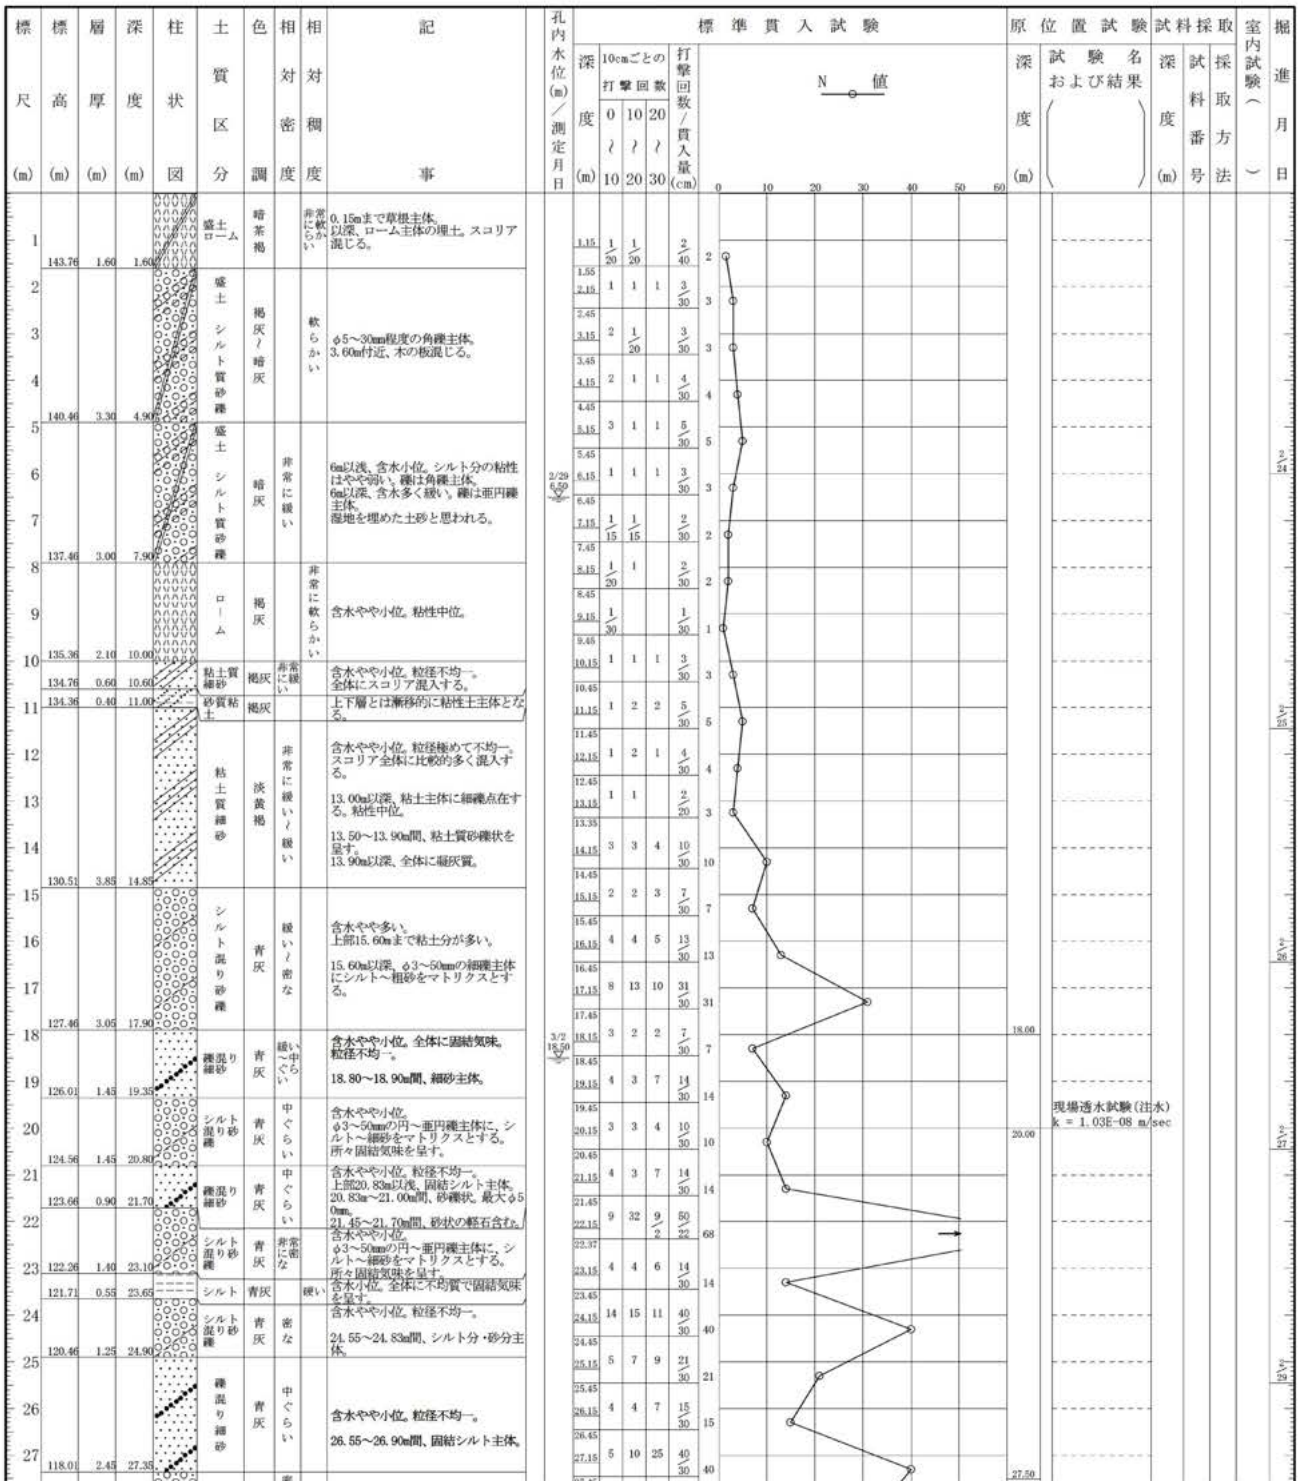 標尺(m)
標高(m)
層厚(m)
深度(m)
柱状図
土質区分
色調
相対密度
相対稠度
記事
孔内水位(m)／測定月日
標準貫入試験
深度(m)
10cmごとの打撃回数
0〜10
10〜20
20〜30
打撃回数／貫入量(cm)
N 値
0 10 20 30 40 50 60
原位置試験
深度(m)
試験名および結果
試料採取
深度(m)
試料番号
採取方法
室内試験( )
掘進月日
1
143.76 1.60 1.60
盛土ローム
暗茶褐
非常に軟らかい
0.15mまで草根主体。
以深、ローム主体の埋土。スコリア
混じる。
2
3
4
140.46 3.30 4.90
盛土 シルト質砂礫
褐灰〜暗灰
軟らかい
φ5〜30mm程度の角礫主体。
3.60m付近、木の板混じる。
5
6
7
137.46 3.00 7.90
盛土 シルト質砂礫
暗灰
非常に緩い
6m以浅、含水小位。シルト分の粘性
はやや弱い。礫は角礫主体。
6m以深、含水多く緩い。礫は亜円礫
主体。
湿地を埋めた土砂と思われる。
8
9
135.36 2.10 10.00
ローム
褐灰
非常に軟らかい
含水やや小位。粘性中位。
10
134.76 0.60 10.60
粘土質細砂
褐灰
非常に緩い
含水やや小位。粒径不均一。
全体にスコリア混入する。
134.36 0.40 11.00
砂質粘土
褐灰
上下層とは漸移的に粘性土主体とな
る。
11
12
13
14
130.51 3.85 14.85
粘土質細砂
淡黄褐
非常に緩い〜緩い
含水やや小位。粒径極めて不均一。
スコリア全体に比較的多く混入す
る。
13.00m以深、粘土主体に細礫点在す
る。粘性中位。
13.50〜13.90m間、粘土質砂礫状を
呈す。
13.90m以深、全体に凝灰質。
15
16
17
127.46 3.05 17.90
シルト混り砂礫
青灰
緩い〜密な
含水やや多い。
上部15.60mまで粘土分が多い。
15.60m以深、φ3〜50mmの細礫主体
にシルト〜粗砂をマトリクスとす
る。
18
19
126.01 1.45 19.35
礫混り細砂
青灰
緩い〜中ぐらい
含水やや小位。全体に固結気味。
粒径不均一。
18.80〜18.90m間、細砂主体。
20
124.56 1.45 20.80
シルト混り砂礫
青灰
中ぐらい
含水やや小位。
φ3〜50mmの円〜亜円礫主体に、シ
ルト〜細砂をマトリクスとする。
所々固結気味を呈す。
21
123.66 0.90 21.70
礫混り細砂
青灰
中ぐらい
含水やや小位。粒径不均一。
上部20.83m以浅、固結シルト主体。
20.83m〜21.00m間、砂礫状。最大φ5
0mm。
21.45〜21.70m間、砂状の軽石含む。
22
23
122.26 1.40 23.10
シルト混り砂礫
青灰
非常に密な
含水やや小位。
φ3〜50mmの円〜亜円礫主体に、シ
ルト〜細砂をマトリクスとする。
所々固結気味を呈す。
121.71 0.55 23.65
シルト
青灰
硬い
含水小位。全体に不均質で固結気味
を呈す。
24
120.46 1.25 24.90
シルト混り砂礫
青灰
密な
含水やや小位。粒径不均一。
24.55〜24.83m間、シルト分・砂分主
体。
25
26
27
118.01 2.45 27.35
礫混り細砂
青灰
中ぐらい
含水やや小位。粒径不均一。
26.55〜26.90m間、固結シルト主体。
密
2/29
6.50
3/2
18.50
1.15 1/20 1/20 2/40 2
1.55
2.15 1 1 1 3/30 3
2.45
3.15 2 1/20 3/30 3
3.45
4.15 2 1 1 4/30 4
4.45
5.15 3 1 1 5/30 5
5.45
6.15 1 1 1 3/30 3
6.45
7.15 1/15 1/15 2/30 2
7.45
8.15 1/20 1 2/30 2
8.45
9.15 1/30 1/30 1
9.45
10.15 1 1 1 3/30 3
10.45
11.15 1 2 2 5/30 5
11.45
12.15 1 2 1 4/30 4
12.45
13.15 1 1 2/20 3
13.35
14.15 3 3 4 10/30 10
14.45
15.15 2 2 3 7/30 7
15.45
16.15 4 4 5 13/30 13
16.45
17.15 8 13 10 31/30 31
17.45
18.15 3 2 2 7/30 7
18.45
19.15 4 3 7 14/30 14
19.45
20.15 3 3 4 10/30 10
20.45
21.15 4 3 7 14/30 14
21.45
22.15 9 32 9/2 50/22 68
22.37
23.15 4 4 6 14/30 14
23.45
24.15 14 15 11 40/30 40
24.45
25.15 5 7 9 21/30 21
25.45
26.15 4 4 7 15/30 15
26.45
27.15 5 10 25 40/30 40
18.00
現場透水試験(注水)
k = 1.03E-08 m/sec
20.00
27.50
2/24
2/25
2/26
2/27
2/29